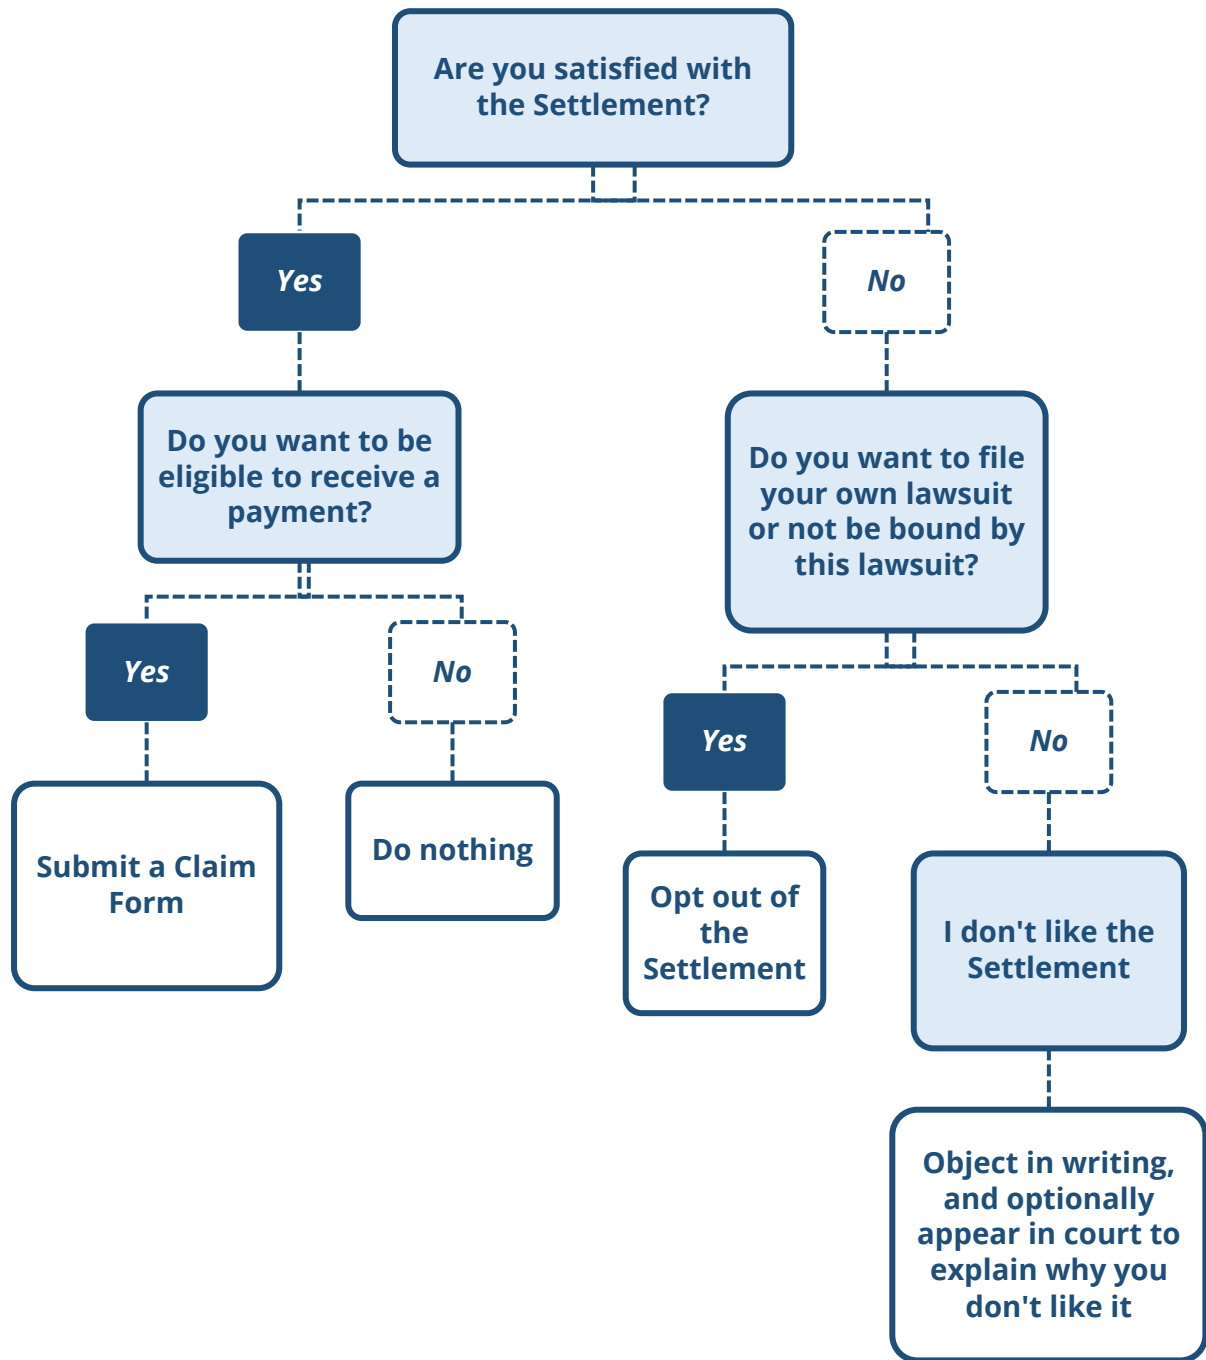 Are you satisfied with
the Settlement?
Yes
No
Do you want to be
eligible to receive a
payment?
Do you want to file
your own lawsuit
or not be bound by
this lawsuit?
Yes
No
Yes
No
Submit a Claim
Form
Do nothing
Opt out of
the
Settlement
I don't like the
Settlement
Object in writing,
and optionally
appear in court to
explain why you
don't like it